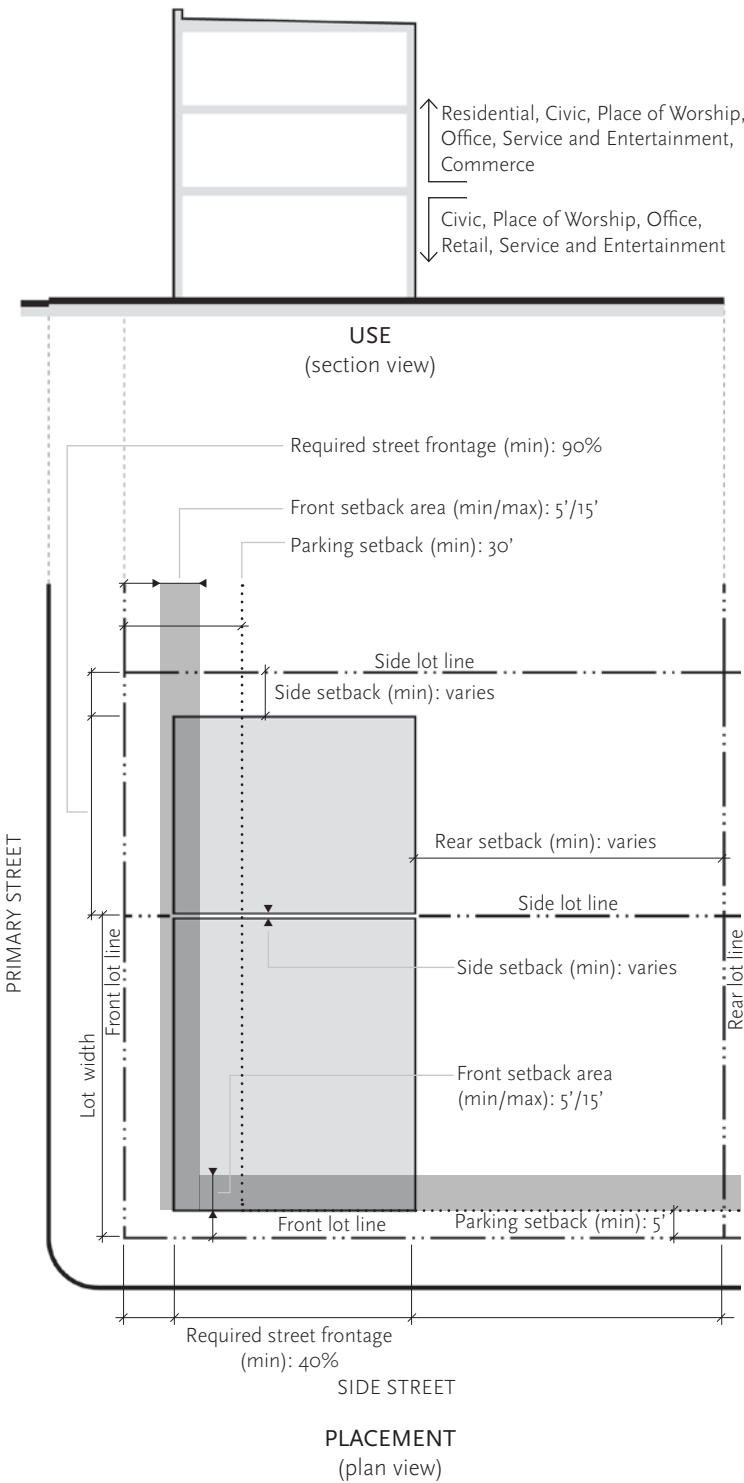 Residential, Civic, Place of Worship,
Office, Service and Entertainment,
Commerce
Civic, Place of Worship, Office,
Retail, Service and Entertainment
USE
(section view)
Required street frontage (min): 90%
Front setback area (min/max): 5’/15’
Parking setback (min): 30’
Side lot line
Side setback (min): varies
Rear setback (min): varies
PRIMARY STREET
Side lot line
Front lot line
Rear lot line
Side setback (min): varies
Lot width
Front setback area
(min/max): 5’/15’
Front lot line
Parking setback (min): 5’
Required street frontage
(min): 40%
SIDE STREET
PLACEMENT
(plan view)